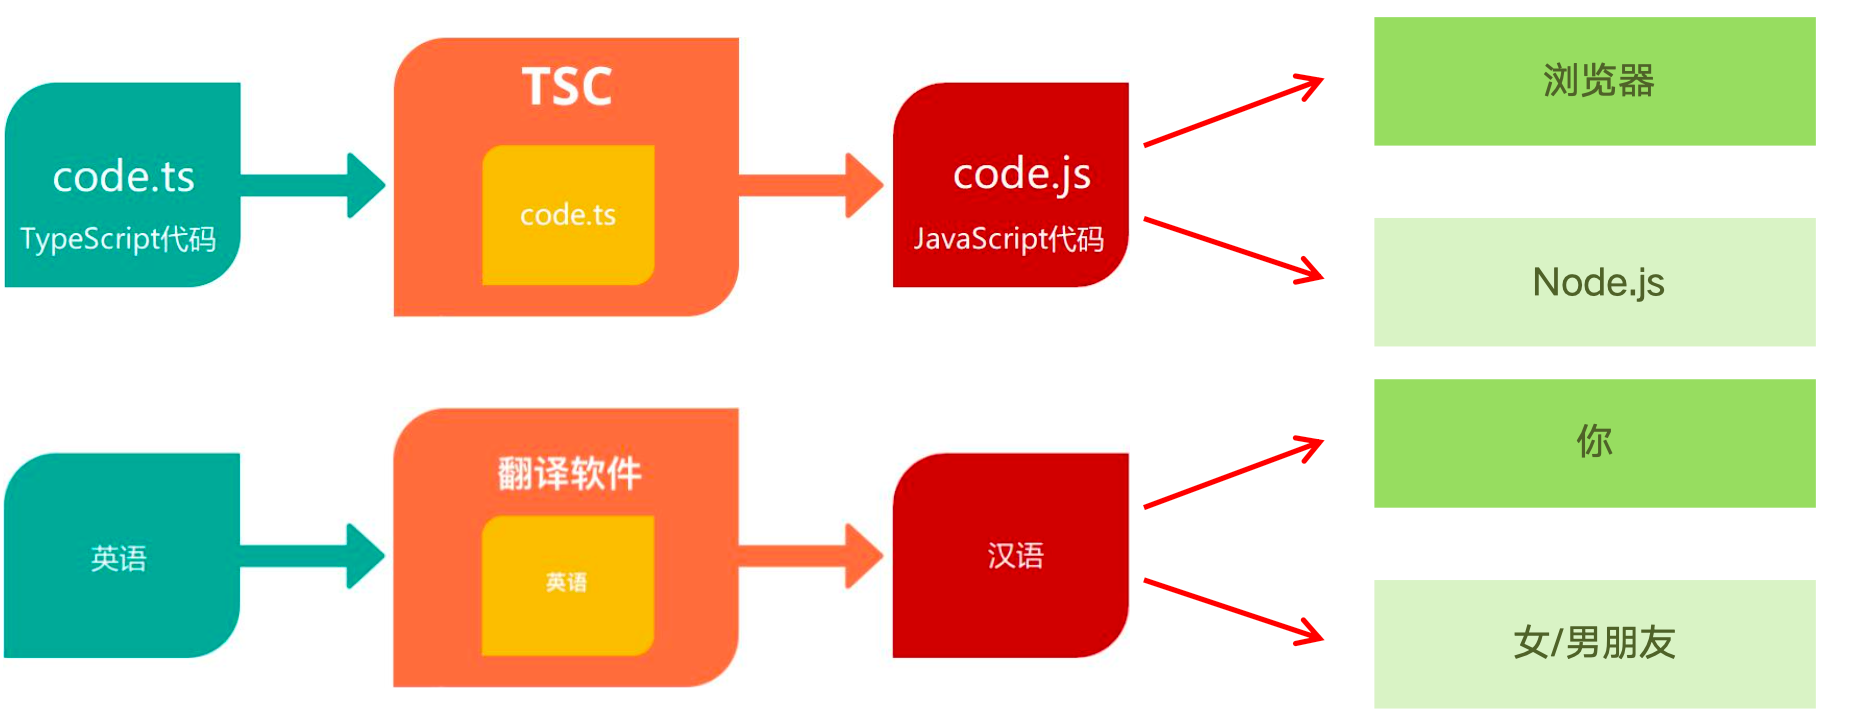 TSC
code.ts
TypeScript代码
code.ts
code.js
JavaScript代码
浏览器
Node.js
翻译软件
英语
英语
汉语
你
女/男朋友